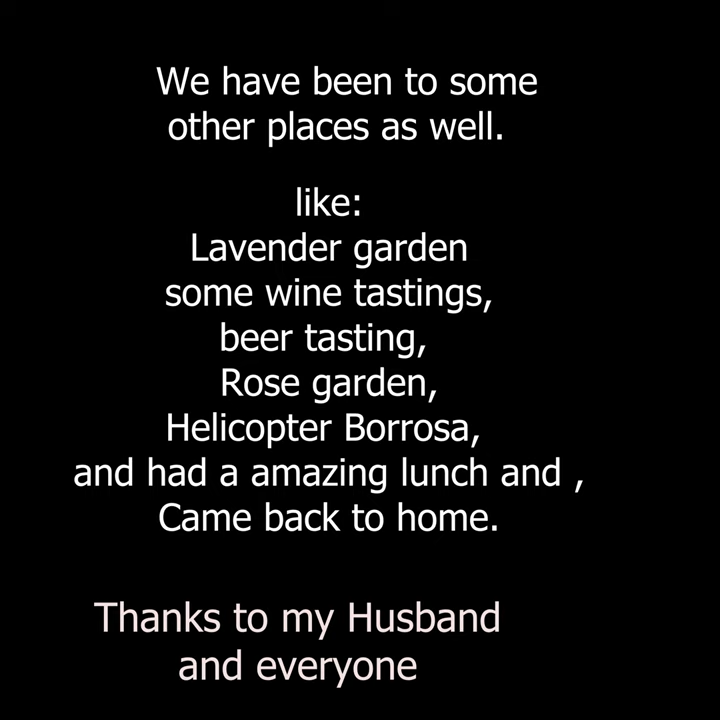 We have been to some
other places as well.
like:
Lavender garden
some wine tastings,
beer tasting,
Rose garden,
Helicopter Borrosa,
and had a amazing lunch and ,
Came back to home.
Thanks to my Husband
and everyone